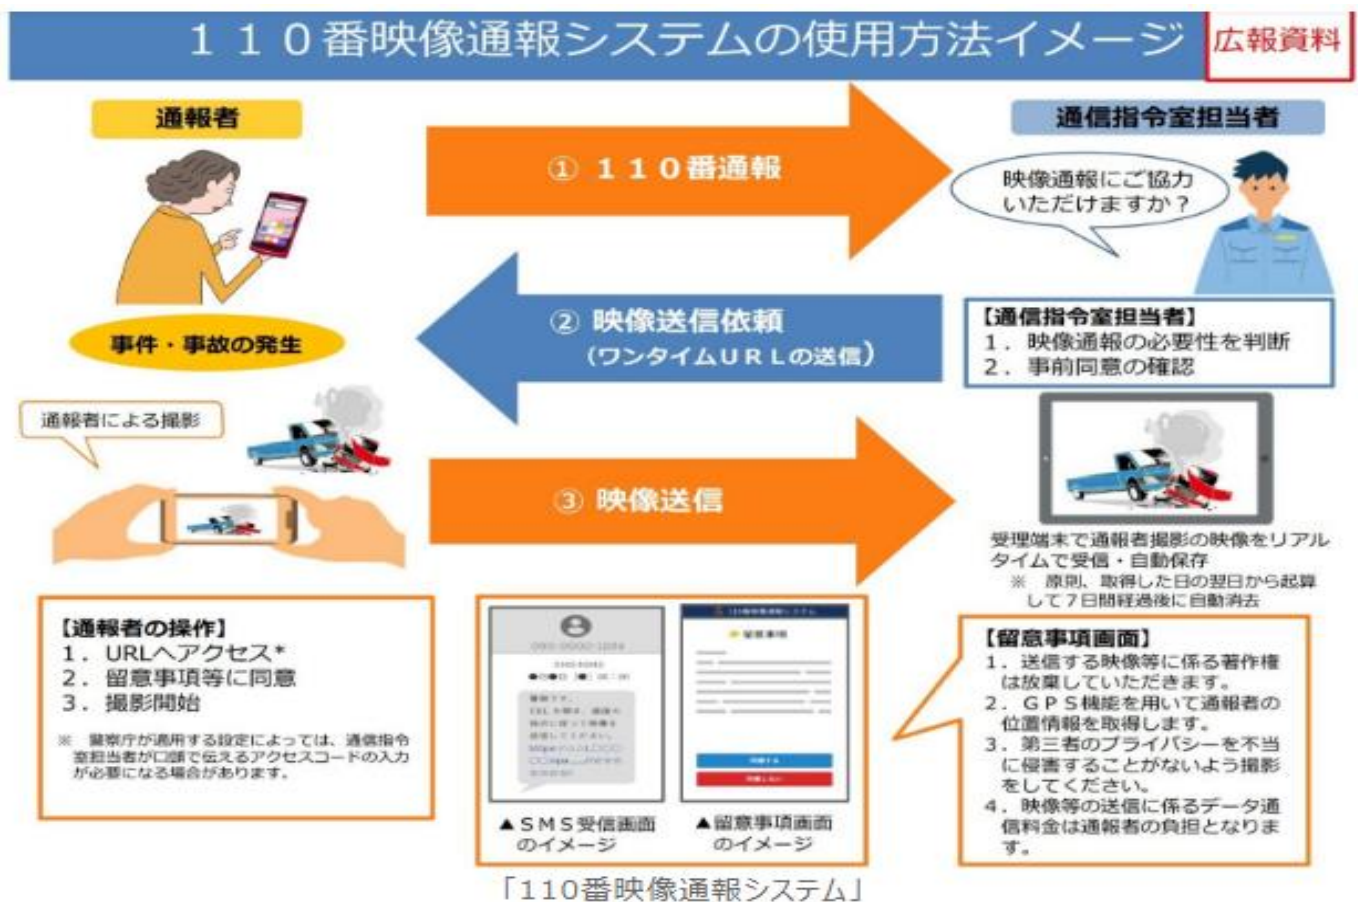 １１０番映像通報システムの使用方法イメージ
広報資料
通報者
① １１０番通報
通信指令室担当者
映像通報にご協力
いただけますか？
事件・事故の発生
② 映像送信依頼
（ワンタイムＵＲＬの送信）
【通信指令室担当者】
１．映像通報の必要性を判断
２．事前同意の確認
通報者による撮影
③ 映像送信
受理端末で通報者撮影の映像をリアル
タイムで受信・自動保存
※　原則、取得した日の翌日から起算
して７日間経過後に自動消去
【通報者の操作】
１．URLへアクセス*
２．留意事項等に同意
３．撮影開始
※　警察庁が適用する設定によっては、通信指令
室担当者が口頭で伝えるアクセスコードの入力
が必要になる場合があります。
留意事項
同意する
同意しない
▲ＳＭＳ受信画面
のイメージ
▲留意事項画面
のイメージ
【留意事項画面】
１．送信する映像等に係る著作権
は放棄していただきます。
２．ＧＰＳ機能を用いて通報者の
位置情報を取得します。
３．第三者のプライバシーを不当
に侵害することがないよう撮影
をしてください。
４．映像等の送信に係るデータ通
信料金は通報者の負担となりま
す。
「110番映像通報システム」